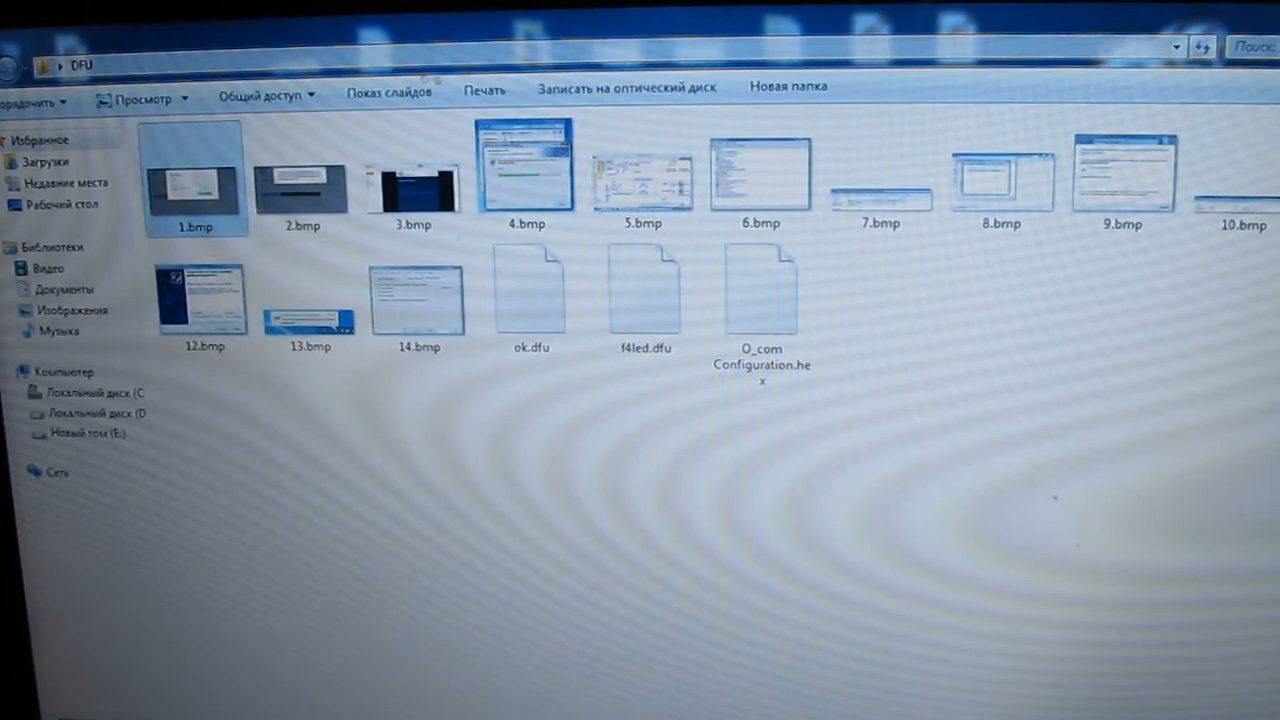 DFU
Поиск:
орядочить
Просмотр
Общий доступ
Показ слайдов
Печать
Записать на оптический диск
Новая папка
Избранное
Загрузки
Недавние места
Рабочий стол
Библиотеки
Видео
Документы
Изображения
Музыка
Компьютер
Локальный диск (C
Локальный диск (D
Новый том (E:)
Сеть
1.bmp
2.bmp
3.bmp
4.bmp
5.bmp
6.bmp
7.bmp
8.bmp
9.bmp
10.bmp
12.bmp
13.bmp
14.bmp
ok.dfu
f4led.dfu
O_com
Configuration.he
x